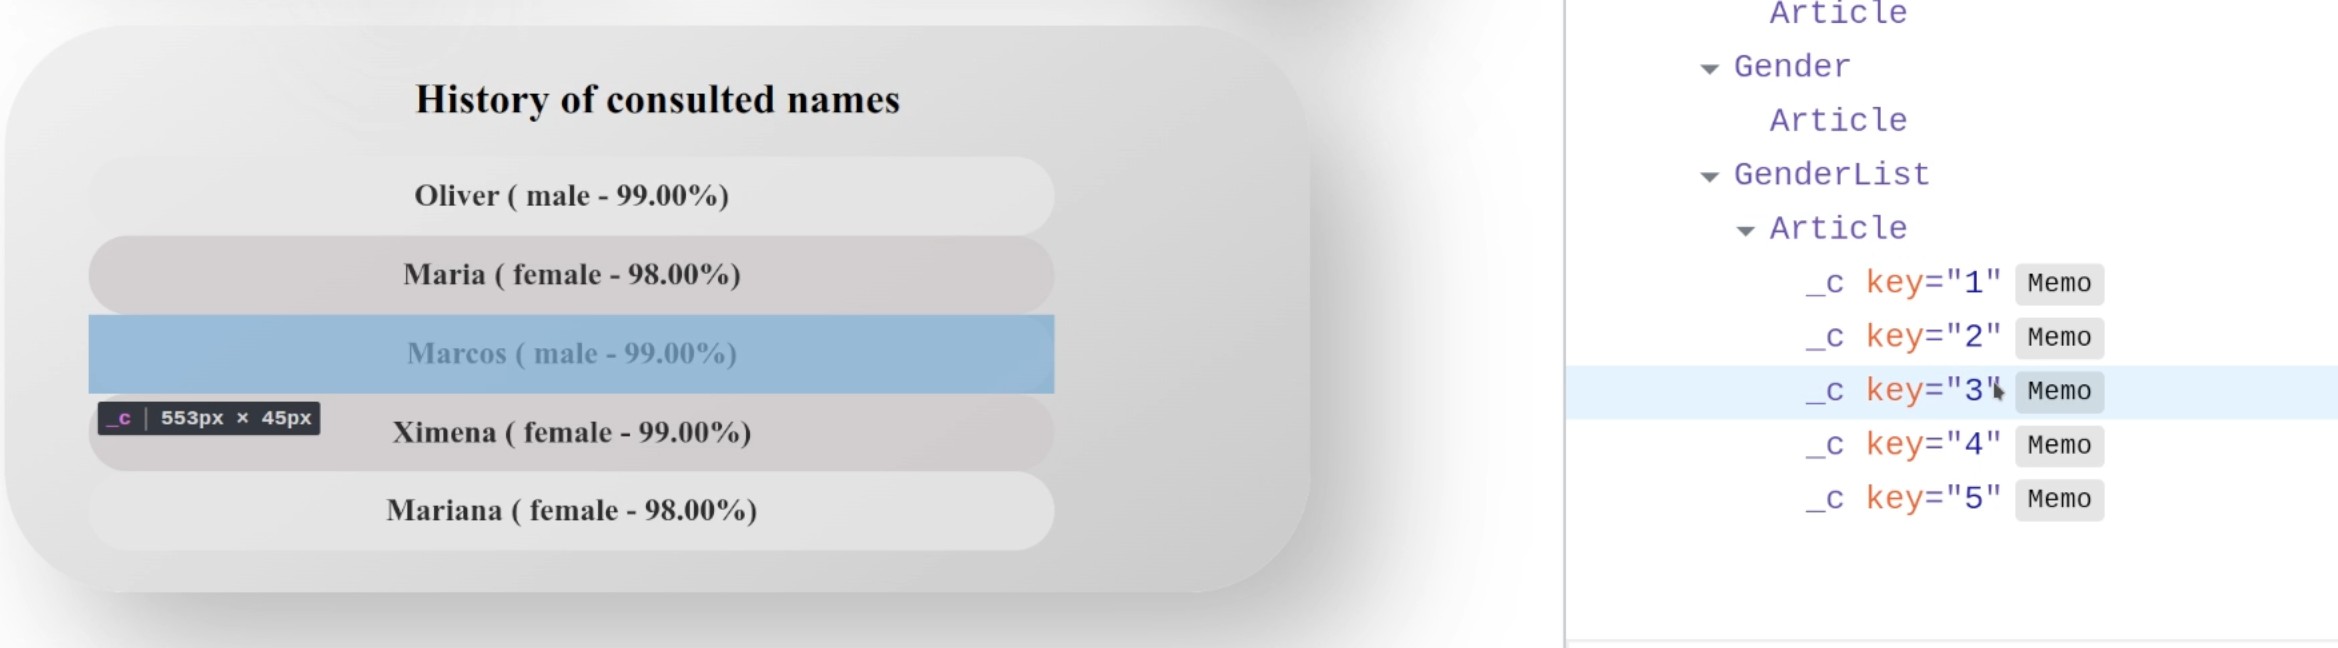 History of consulted names
Oliver ( male - 99.00%)
Maria ( female - 98.00%)
Marcos ( male - 99.00%)
_c | 553px × 45px
Ximena ( female - 99.00%)
Mariana ( female - 98.00%)
Article
Gender
Article
GenderList
Article
_c key="1" Memo
_c key="2" Memo
_c key="3" Memo
_c key="4" Memo
_c key="5" Memo